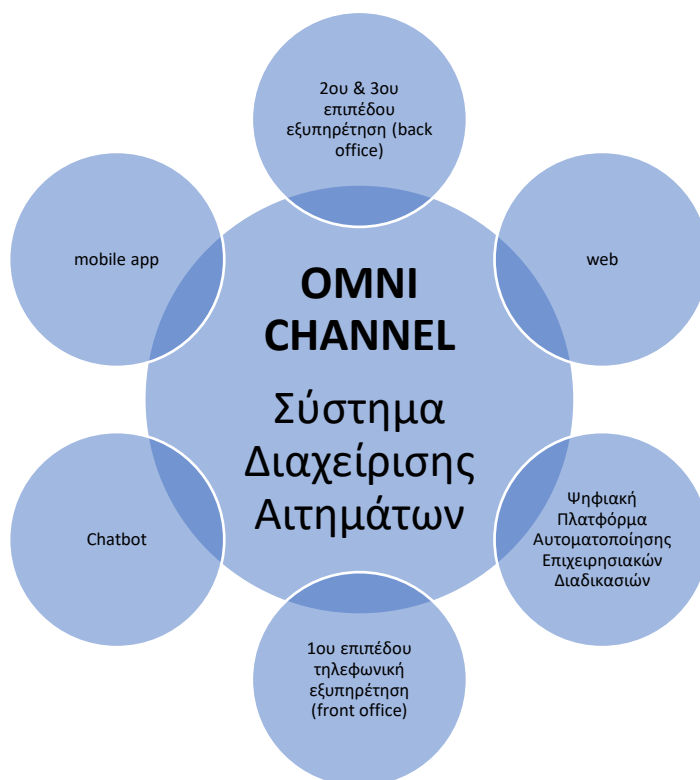 2ου & 3ου
επιπέδου
εξυπηρέτηση (back
office)
mobile app
web
OMNI
CHANNEL
Σύστημα
Διαχείρισης
Αιτημάτων
Chatbot
Ψηφιακή
Πλατφόρμα
Αυτοματοποίησης
Επιχειρησιακών
Διαδικασιών
1ου επιπέδου
τηλεφωνική
εξυπηρέτηση
(front office)